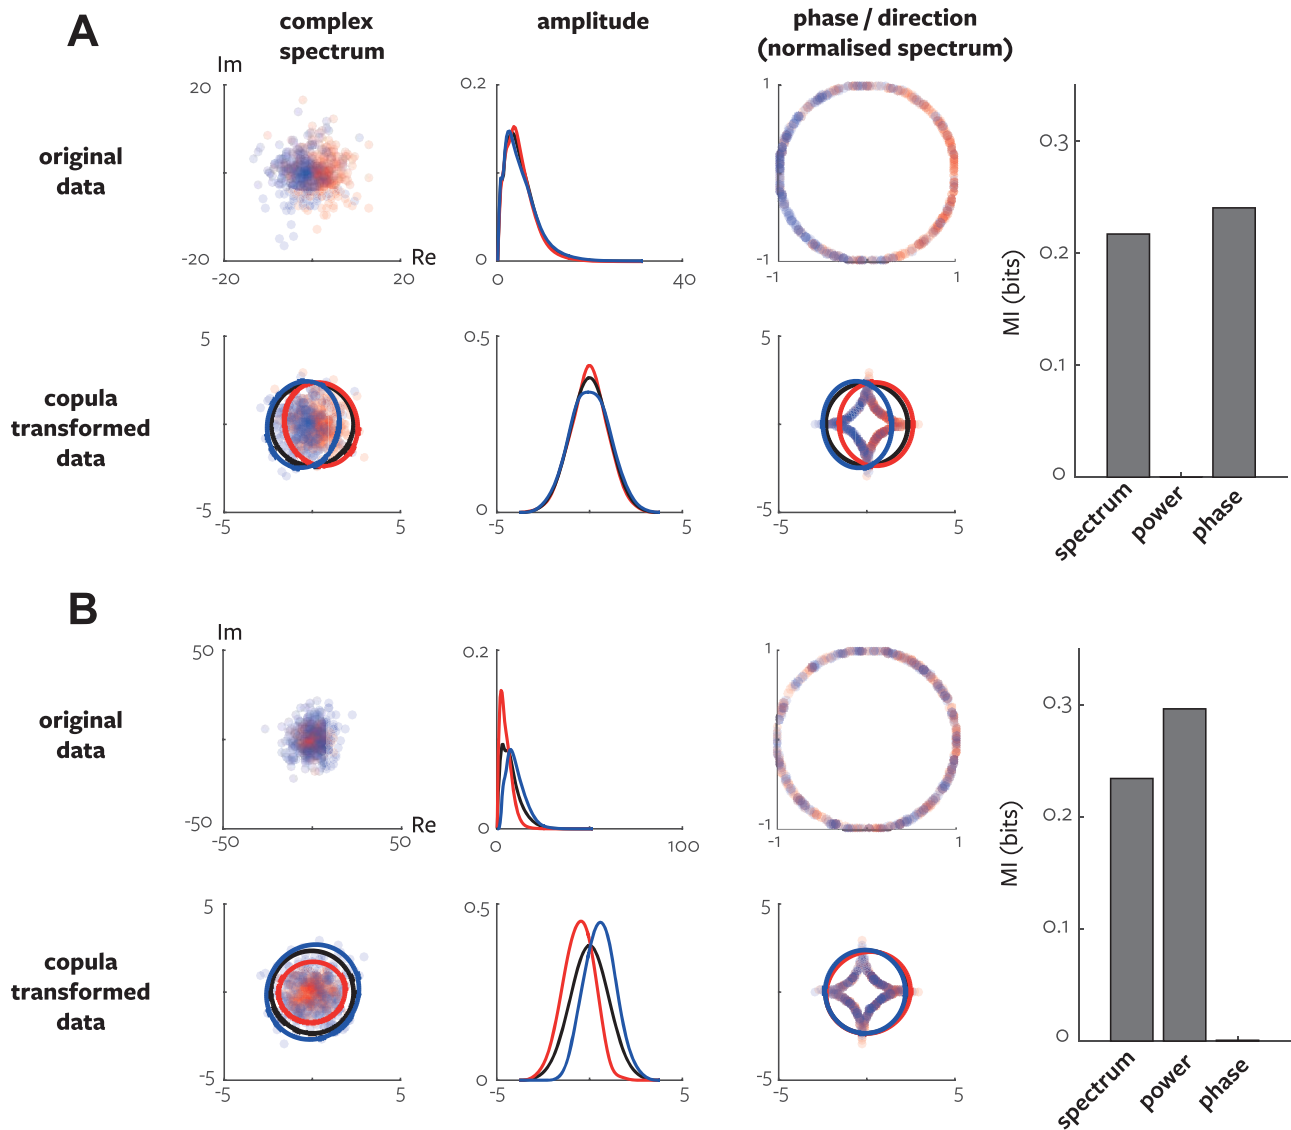 A
complex
spectrum
amplitude
phase / direction
(normalised spectrum)
original
data
Im
20
-20
-20
20
Re
0.2
0
0
40
1
-1
-1
1
copula
transformed
data
5
-5
-5
5
0.5
0
-5
5
5
-5
-5
5
MI (bits)
0.3
0.2
0.1
0
spectrum
power
phase
B
original
data
Im
50
-50
-50
50
Re
0.2
0
0
100
1
-1
-1
1
copula
transformed
data
5
-5
-5
5
0.5
0
-5
5
5
-5
-5
5
MI (bits)
0.3
0.2
0.1
0
spectrum
power
phase